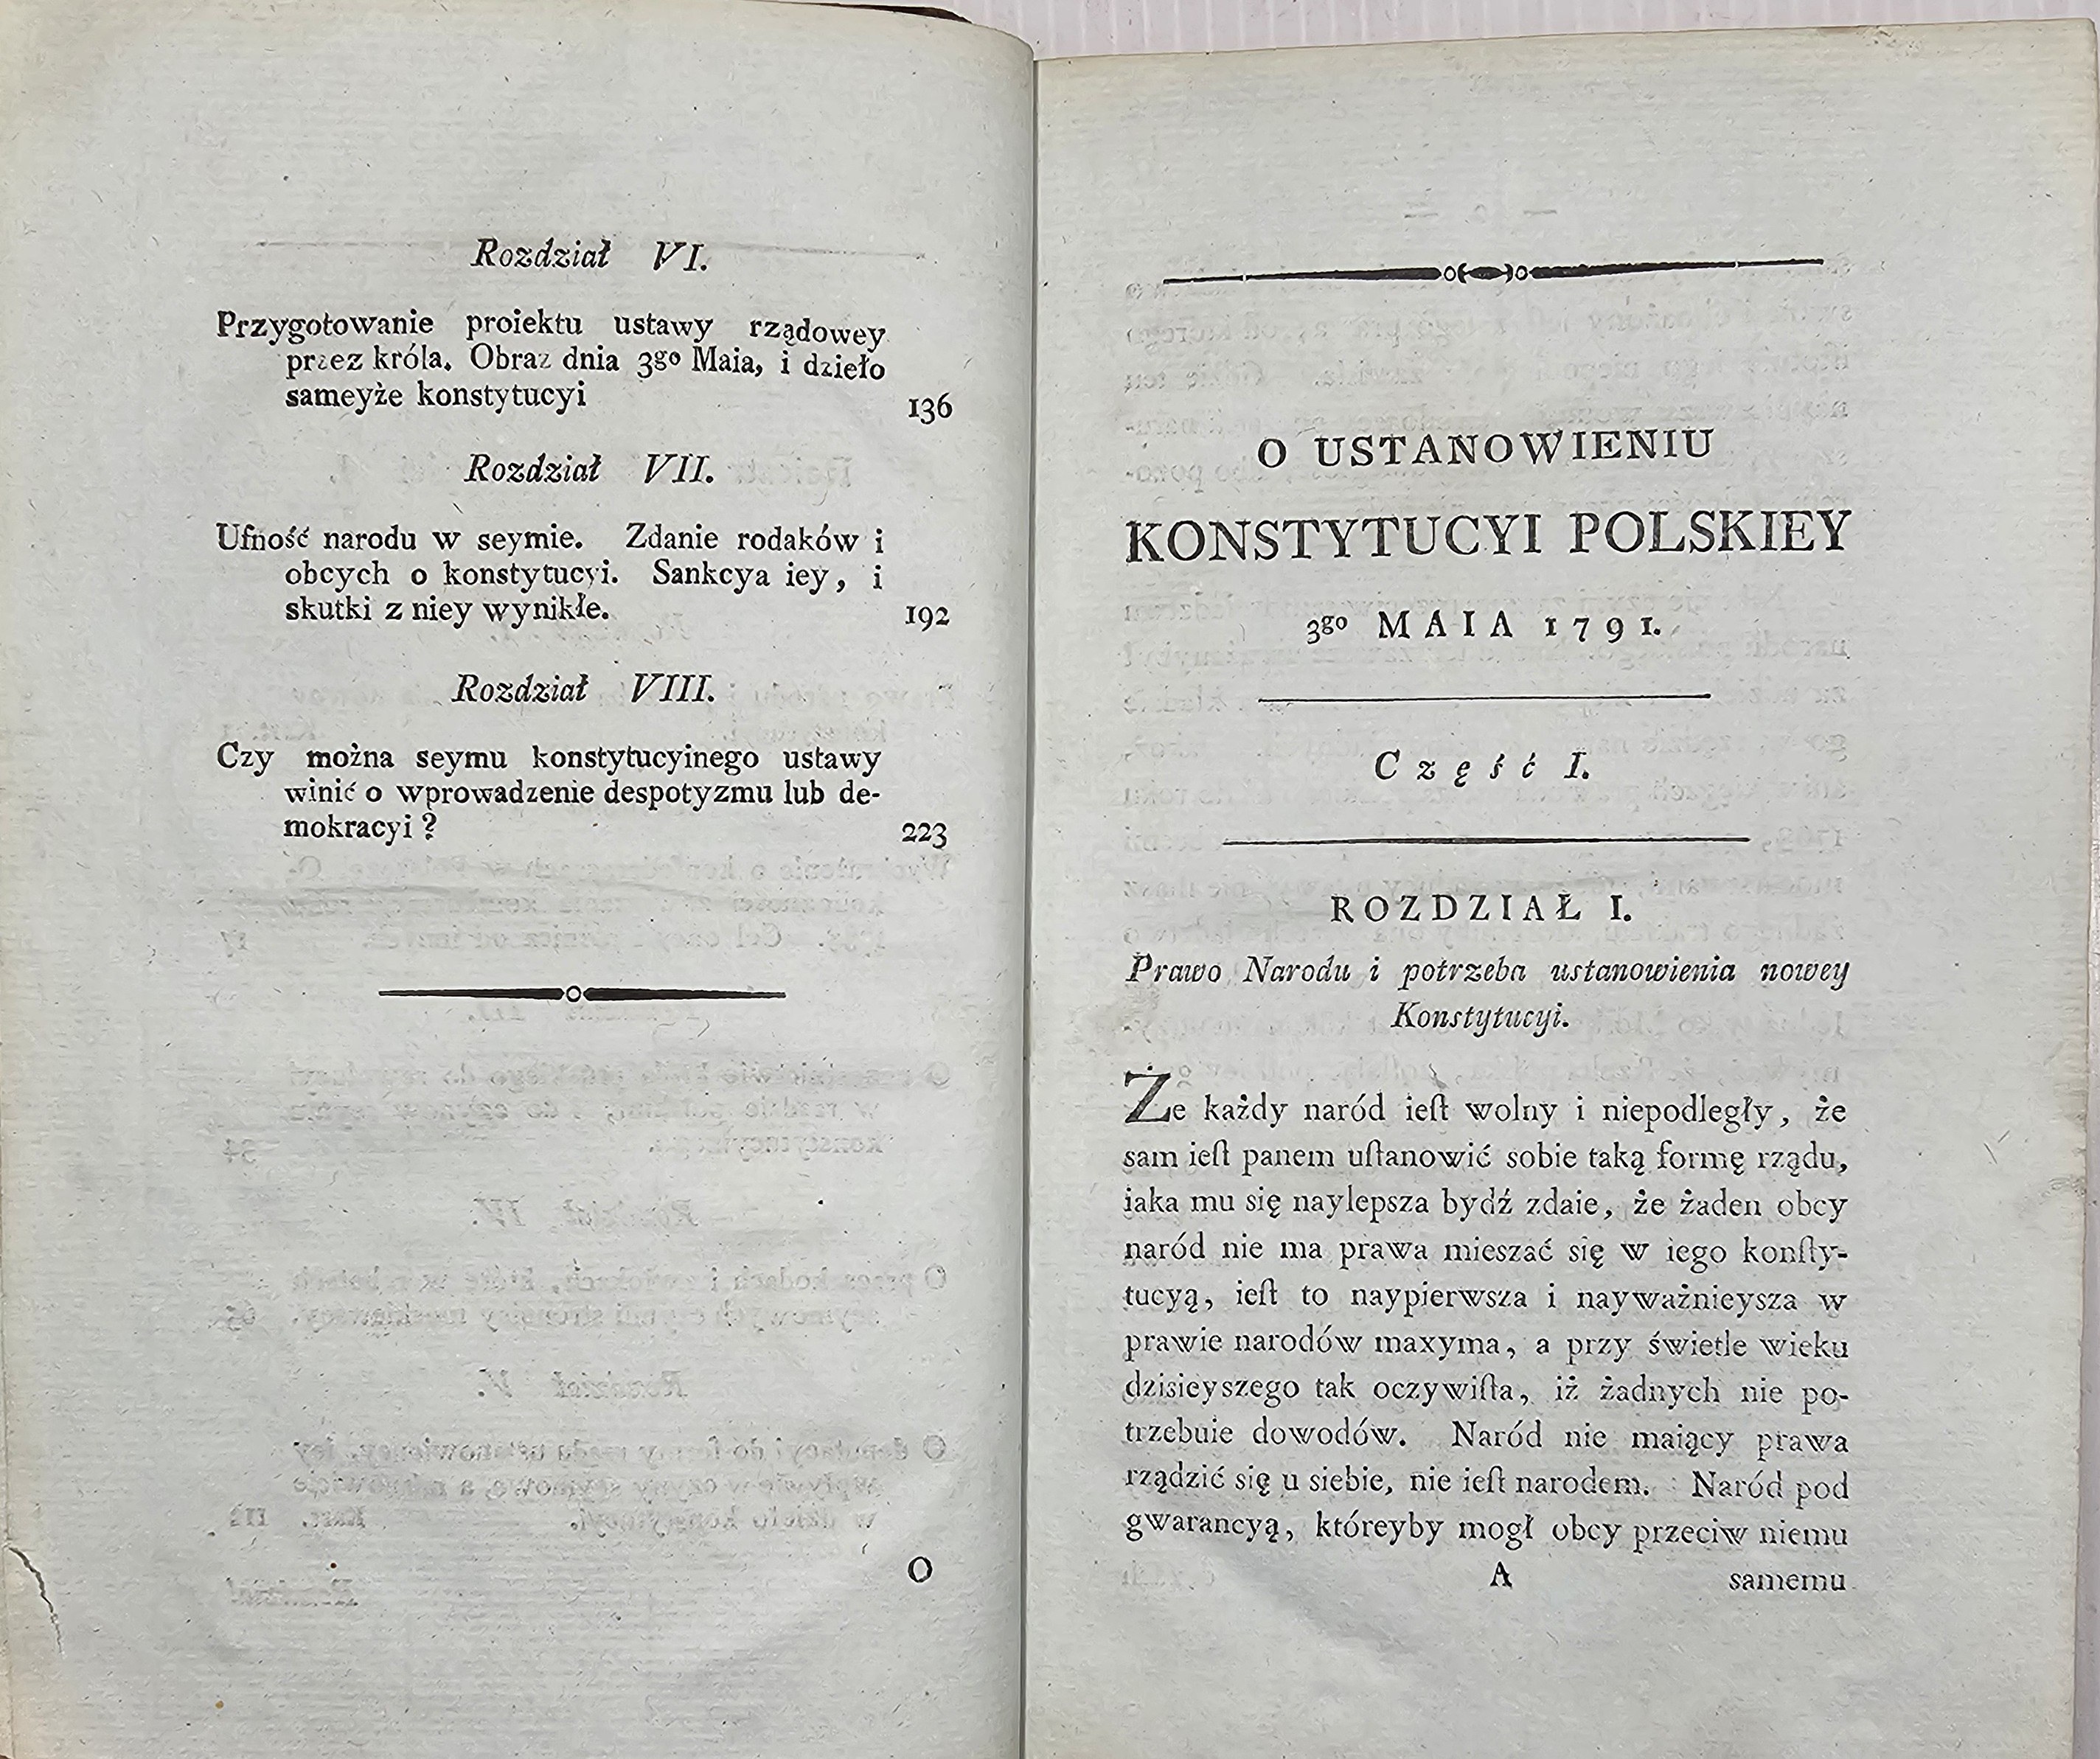 Rozdział VI.
Przygotowanie proiektu ustawy rządowey
przez króla. Obraz dnia 3go Maia, i dzieło
sameyże konstytucyi 136
Rozdział VII.
Ufność narodu w seymie. Zdanie rodaków i
obcych o konstytucyi. Sankcya iey, i
skutki z niey wynikłe. 192
Rozdział VIII.
Czy można seymu konstytucyinego ustawy
winić o wprowadzenie despotyzmu lub de-
mokracyi? 223
O
O USTANOWIENIU
KONSTYTUCYI POLSKIEY
3go MAIA 1791.
Część I.
ROZDZIAŁ I.
Prawo Narodu i potrzeba ustanowienia nowey
Konstytucyi.
Że każdy naród ieſt wolny i niepodległy, że
sam ieſt panem uſtanowić sobie taką formę rządu,
iaka mu się naylepsza bydź zdaie, że żaden obcy
naród nie ma prawa mieszać się w iego konſty-
tucyą, ieſt to naypierwsza i nayważnieysza w
prawie narodów maxyma, a przy świetle wieku
dzisieyszego tak oczywiſta, iż żadnych nie po-
trzebuie dowodów. Naród nie maiący prawa
rządzić się u siebie, nie ieſt narodem. Naród pod
gwarancyą, któreyby mogł obcy przeciw niemu
A samemu